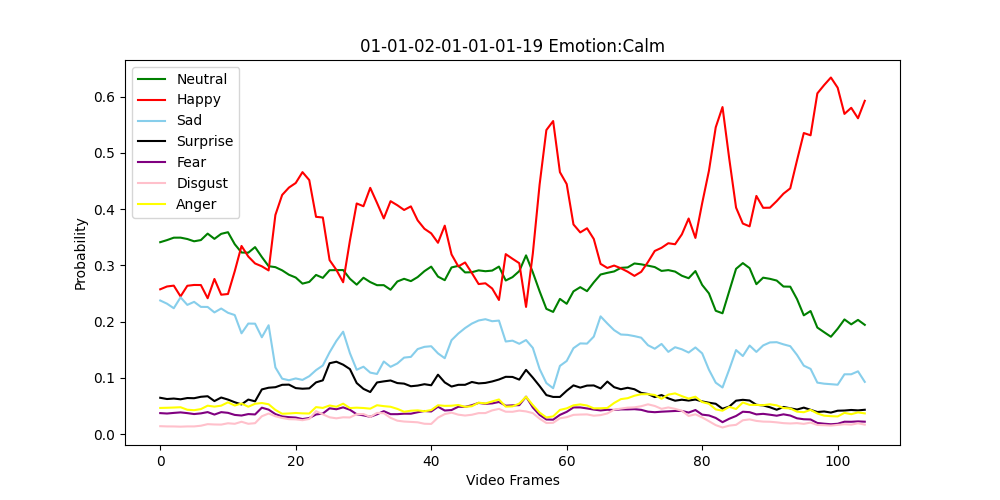 01-01-02-01-01-01-19 Emotion:Calm
Neutral
Happy
Sad
Surprise
Fear
Disgust
Anger
Probability
0.6
0.5
0.4
0.3
0.2
0.1
0.0
0 20 40 60 80 100
Video Frames